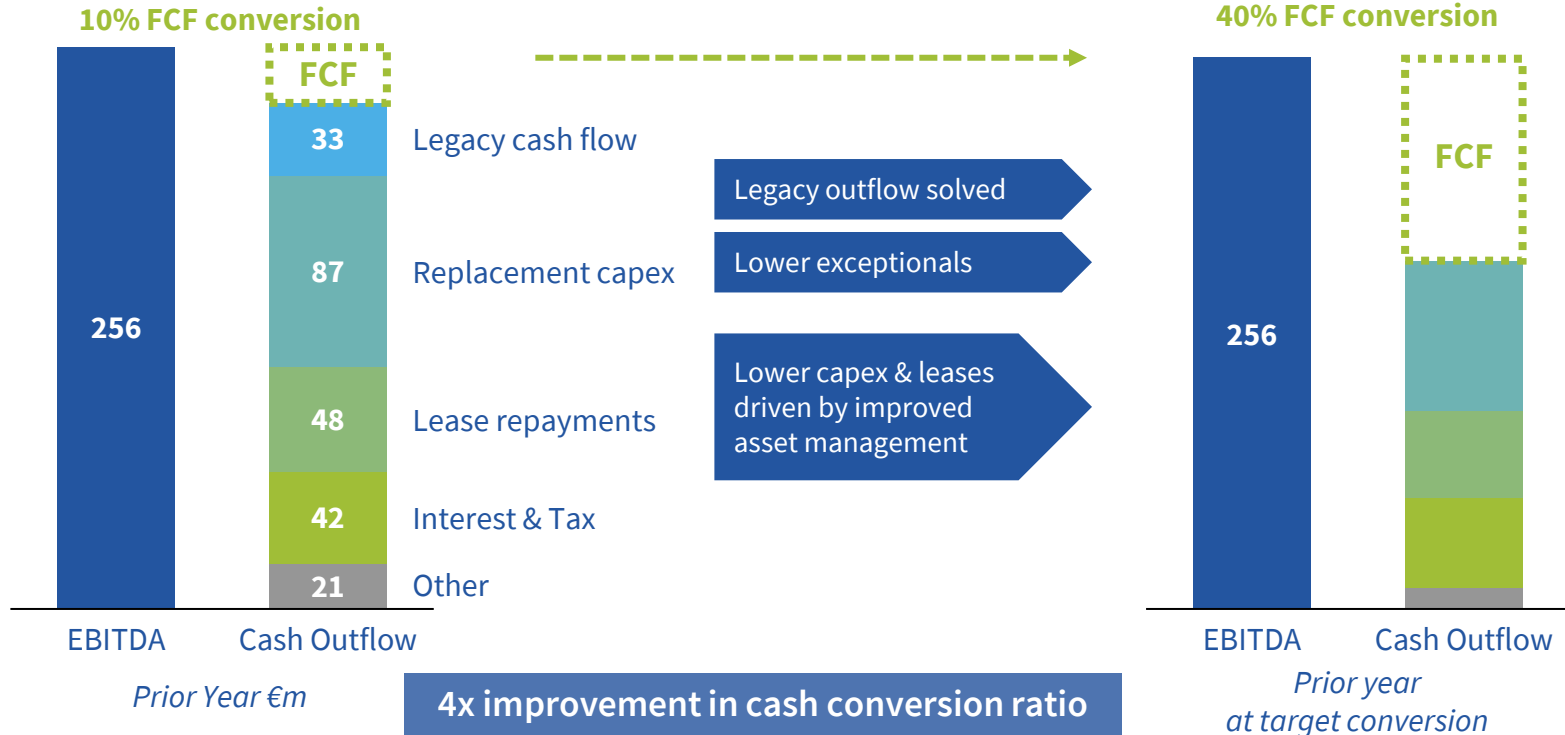 10% FCF conversion
40% FCF conversion
FCF
33
Legacy cash flow
87
Replacement capex
256
48
Lease repayments
42
Interest & Tax
21
Other
EBITDA
Cash Outflow
Prior Year €m
Legacy outflow solved
Lower exceptionals
Lower capex & leases
driven by improved
asset management
4x improvement in cash conversion ratio
FCF
256
EBITDA
Cash Outflow
Prior year
at target conversion